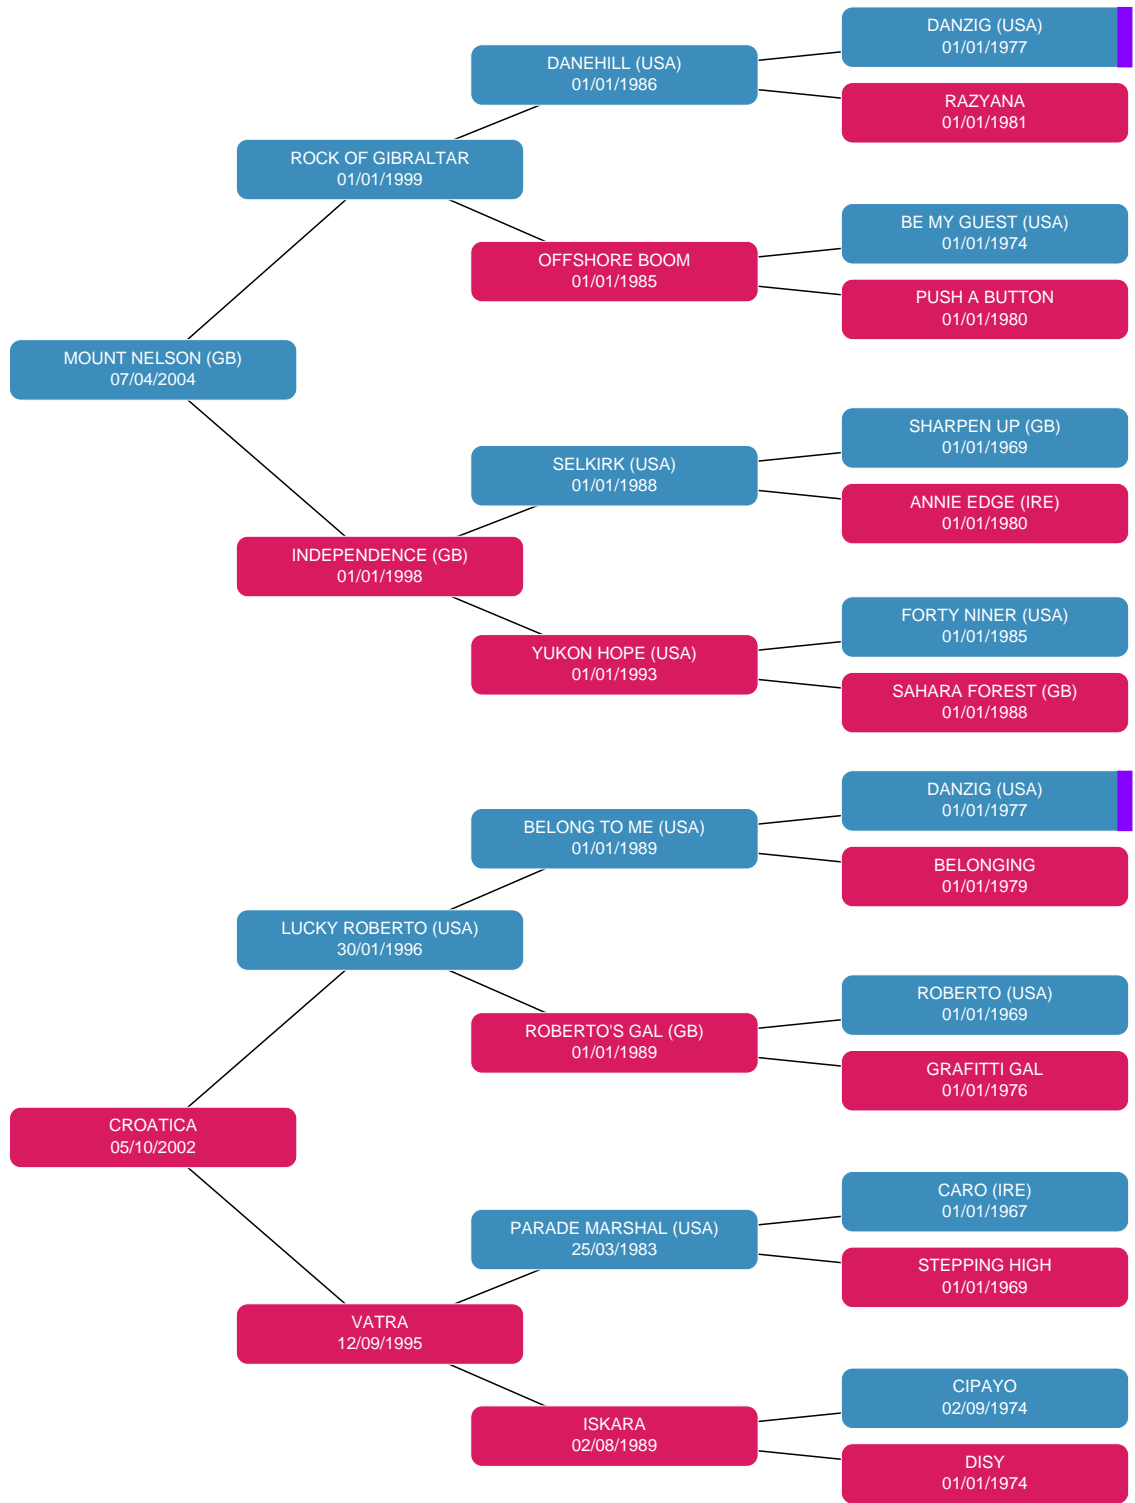 DANZIG (USA)
01/01/1977
DANEHILL (USA)
01/01/1986
RAZYANA
01/01/1981
ROCK OF GIBRALTAR
01/01/1999
BE MY GUEST (USA)
01/01/1974
OFFSHORE BOOM
01/01/1985
PUSH A BUTTON
01/01/1980
MOUNT NELSON (GB)
07/04/2004
SHARPEN UP (GB)
01/01/1969
SELKIRK (USA)
01/01/1988
ANNIE EDGE (IRE)
01/01/1980
INDEPENDENCE (GB)
01/01/1998
FORTY NINER (USA)
01/01/1985
YUKON HOPE (USA)
01/01/1993
SAHARA FOREST (GB)
01/01/1988
DANZIG (USA)
01/01/1977
BELONG TO ME (USA)
01/01/1989
BELONGING
01/01/1979
LUCKY ROBERTO (USA)
30/01/1996
ROBERTO (USA)
01/01/1969
ROBERTO'S GAL (GB)
01/01/1989
GRAFITTI GAL
01/01/1976
CROATICA
05/10/2002
CARO (IRE)
01/01/1967
PARADE MARSHAL (USA)
25/03/1983
STEPPING HIGH
01/01/1969
VATRA
12/09/1995
CIPAYO
02/09/1974
ISKARA
02/08/1989
DISY
01/01/1974